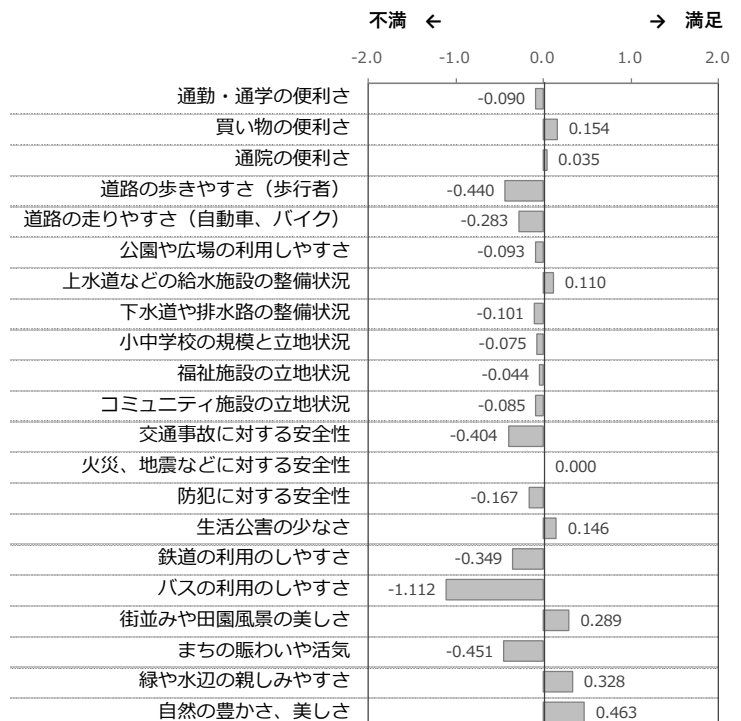 不満 ← → 満足
-2.0 -1.0 0.0 1.0 2.0
通勤・通学の便利さ -0.090
買い物の便利さ 0.154
通院の便利さ 0.035
道路の歩きやすさ（歩行者） -0.440
道路の走りやすさ（自動車、バイク） -0.283
公園や広場の利用しやすさ -0.093
上水道などの給水施設の整備状況 0.110
下水道や排水路の整備状況 -0.101
小中学校の規模と立地状況 -0.075
福祉施設の立地状況 -0.044
コミュニティ施設の立地状況 -0.085
交通事故に対する安全性 -0.404
火災、地震などに対する安全性 0.000
防犯に対する安全性 -0.167
生活公害の少なさ 0.146
鉄道の利用のしやすさ -0.349
バスの利用のしやすさ -1.112
街並みや田園風景の美しさ 0.289
まちの賑わいや活気 -0.451
緑や水辺の親しみやすさ 0.328
自然の豊かさ、美しさ 0.463